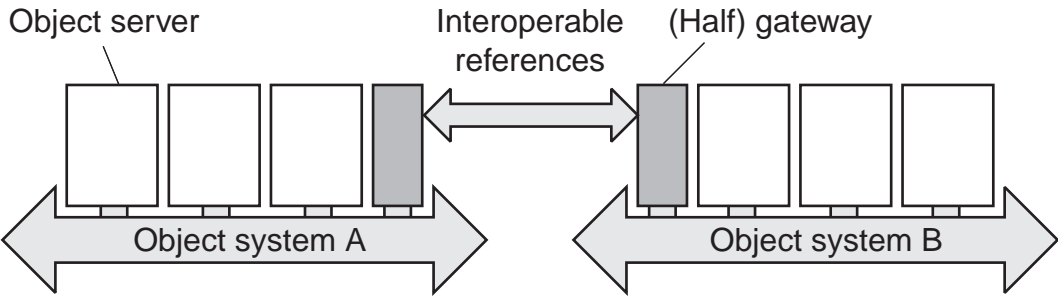 Object server
Interoperable
references
(Half) gateway
Object system A
Object system B